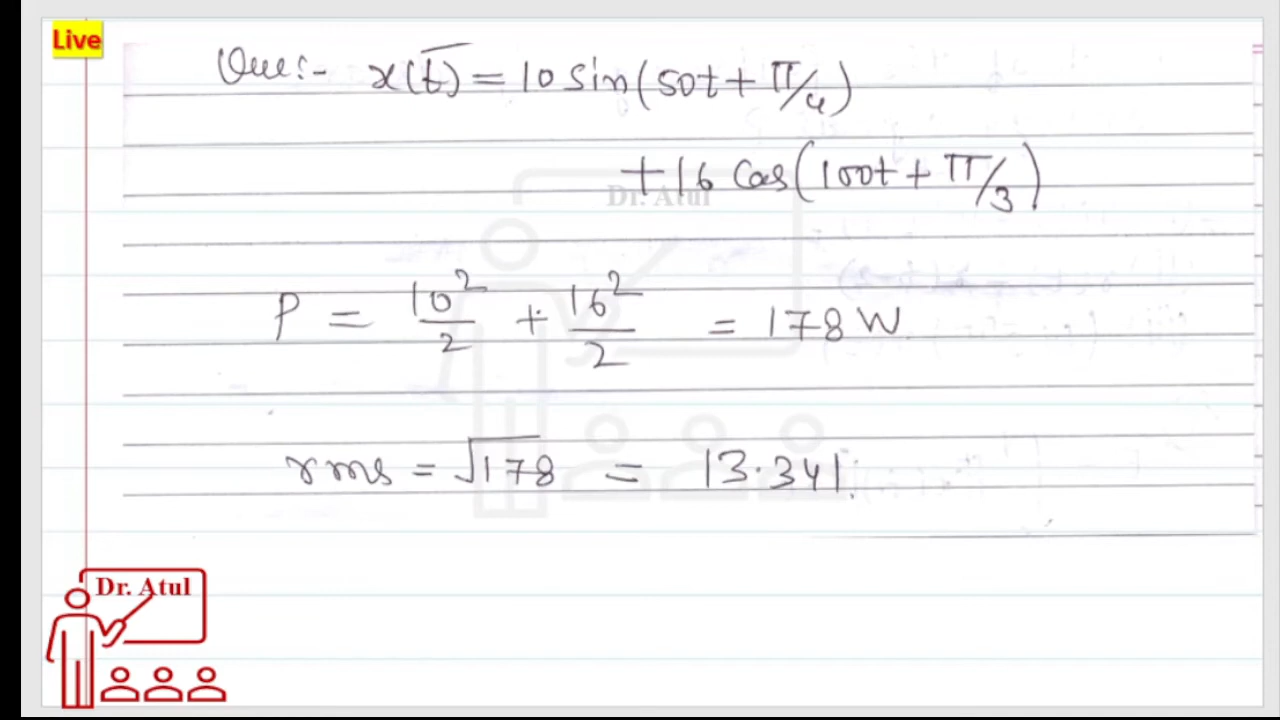 Live
Que:- x(t) = 10 sin(50t + π/4)
+ 16 Cos(100t + π/3)
Dr. Atul
P = 10²/2 + 16²/2 = 178 W
rms = √178 = 13.341
Dr. Atul